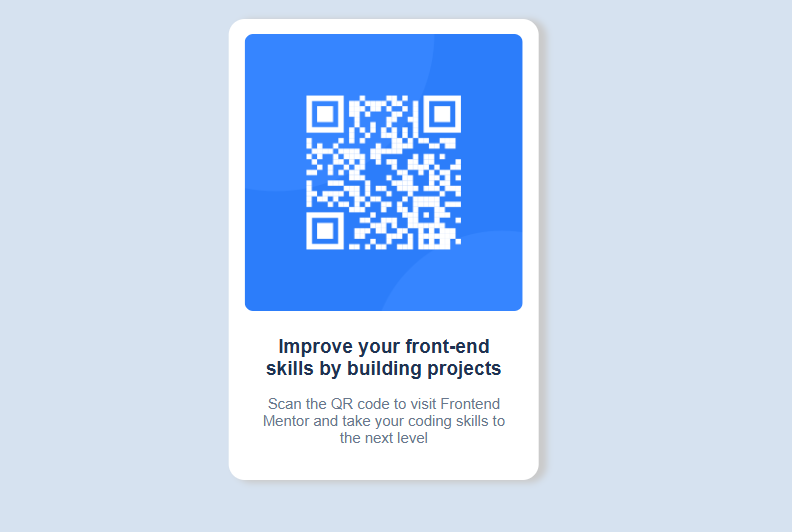 Improve your front-end
skills by building projects
Scan the QR code to visit Frontend
Mentor and take your coding skills to
the next level